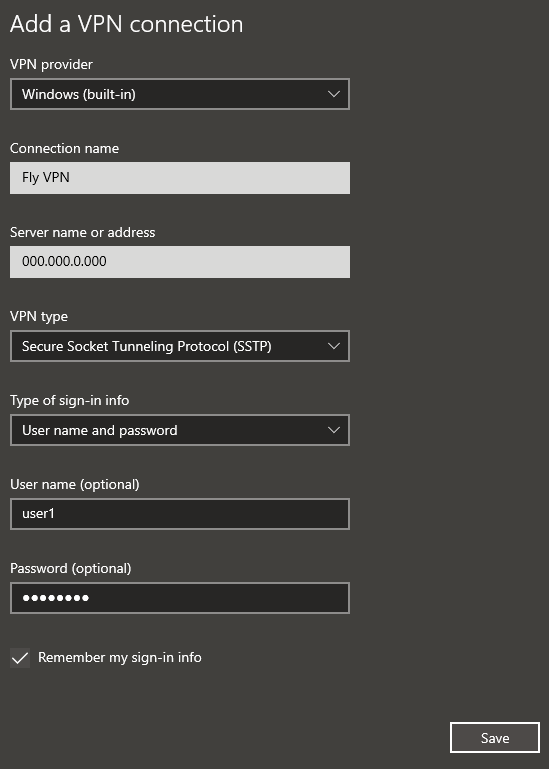 Add a VPN connection
VPN provider
Windows (built-in)
Connection name
Fly VPN
Server name or address
000.000.0.000
VPN type
Secure Socket Tunneling Protocol (SSTP)
Type of sign-in info
User name and password
User name (optional)
user1
Password (optional)
●●●●●●●●
Remember my sign-in info
Save